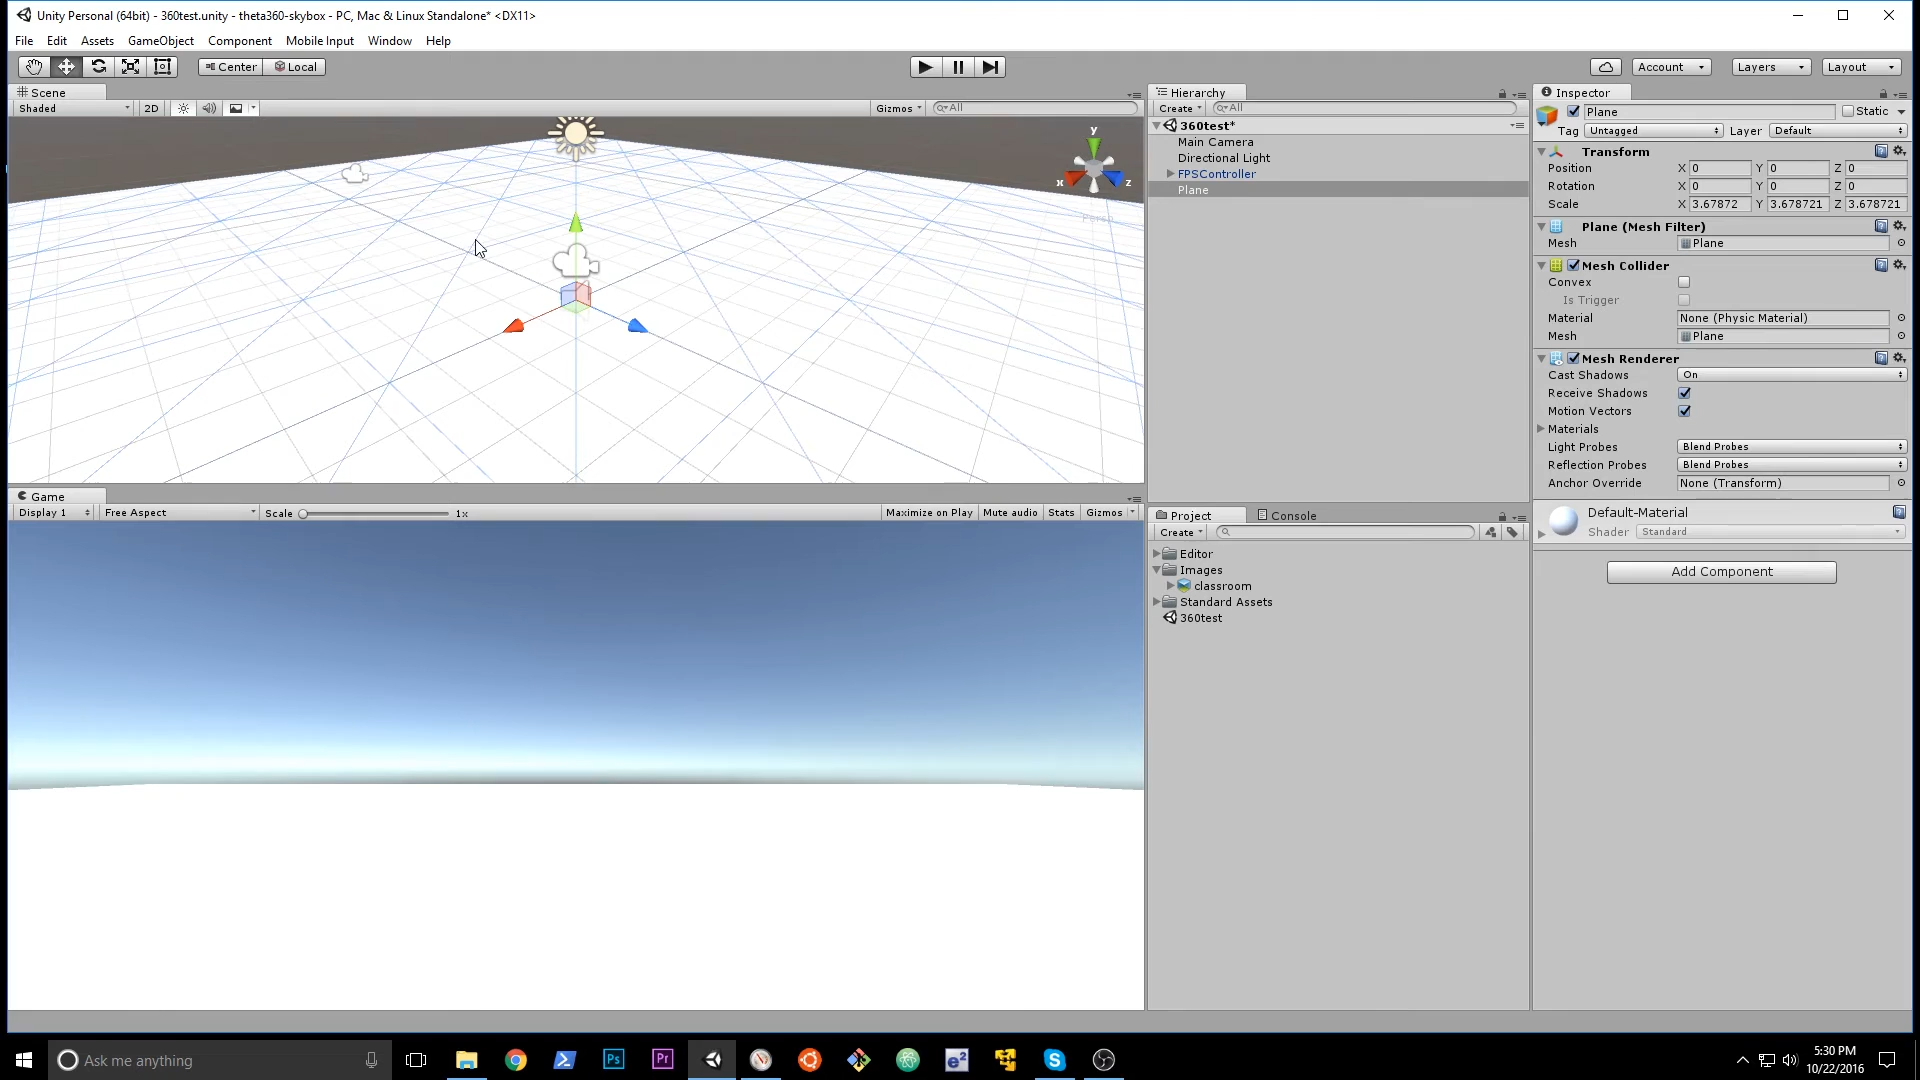 Unity Personal (64bit) - 360test.unity - theta360-skybox - PC, Mac & Linux Standalone* <DX11>
File Edit Assets GameObject Component Mobile Input Window Help
Center Local Account Layers Layout
Scene
Shaded 2D Gizmos All
y
x z
Persp
Game
Display 1 Free Aspect Scale 1x Maximize on Play Mute audio Stats Gizmos
Hierarchy
Create All
360test*
Main Camera
Directional Light
FPSController
Plane
Project Console
Create
Editor
Images
classroom
Standard Assets
360test
Inspector
Plane Static
Tag Untagged Layer Default
Transform
Position X 0 Y 0 Z 0
Rotation X 0 Y 0 Z 0
Scale X 3.67872 Y 3.678721 Z 3.678721
Plane (Mesh Filter)
Mesh Plane
Mesh Collider
Convex
Is Trigger
Material None (Physic Material)
Mesh Plane
Mesh Renderer
Cast Shadows On
Receive Shadows
Motion Vectors
Materials
Light Probes Blend Probes
Reflection Probes Blend Probes
Anchor Override None (Transform)
Default-Material
Shader Standard
Add Component
Ask me anything Ps Pr e2 5:30 PM
10/22/2016